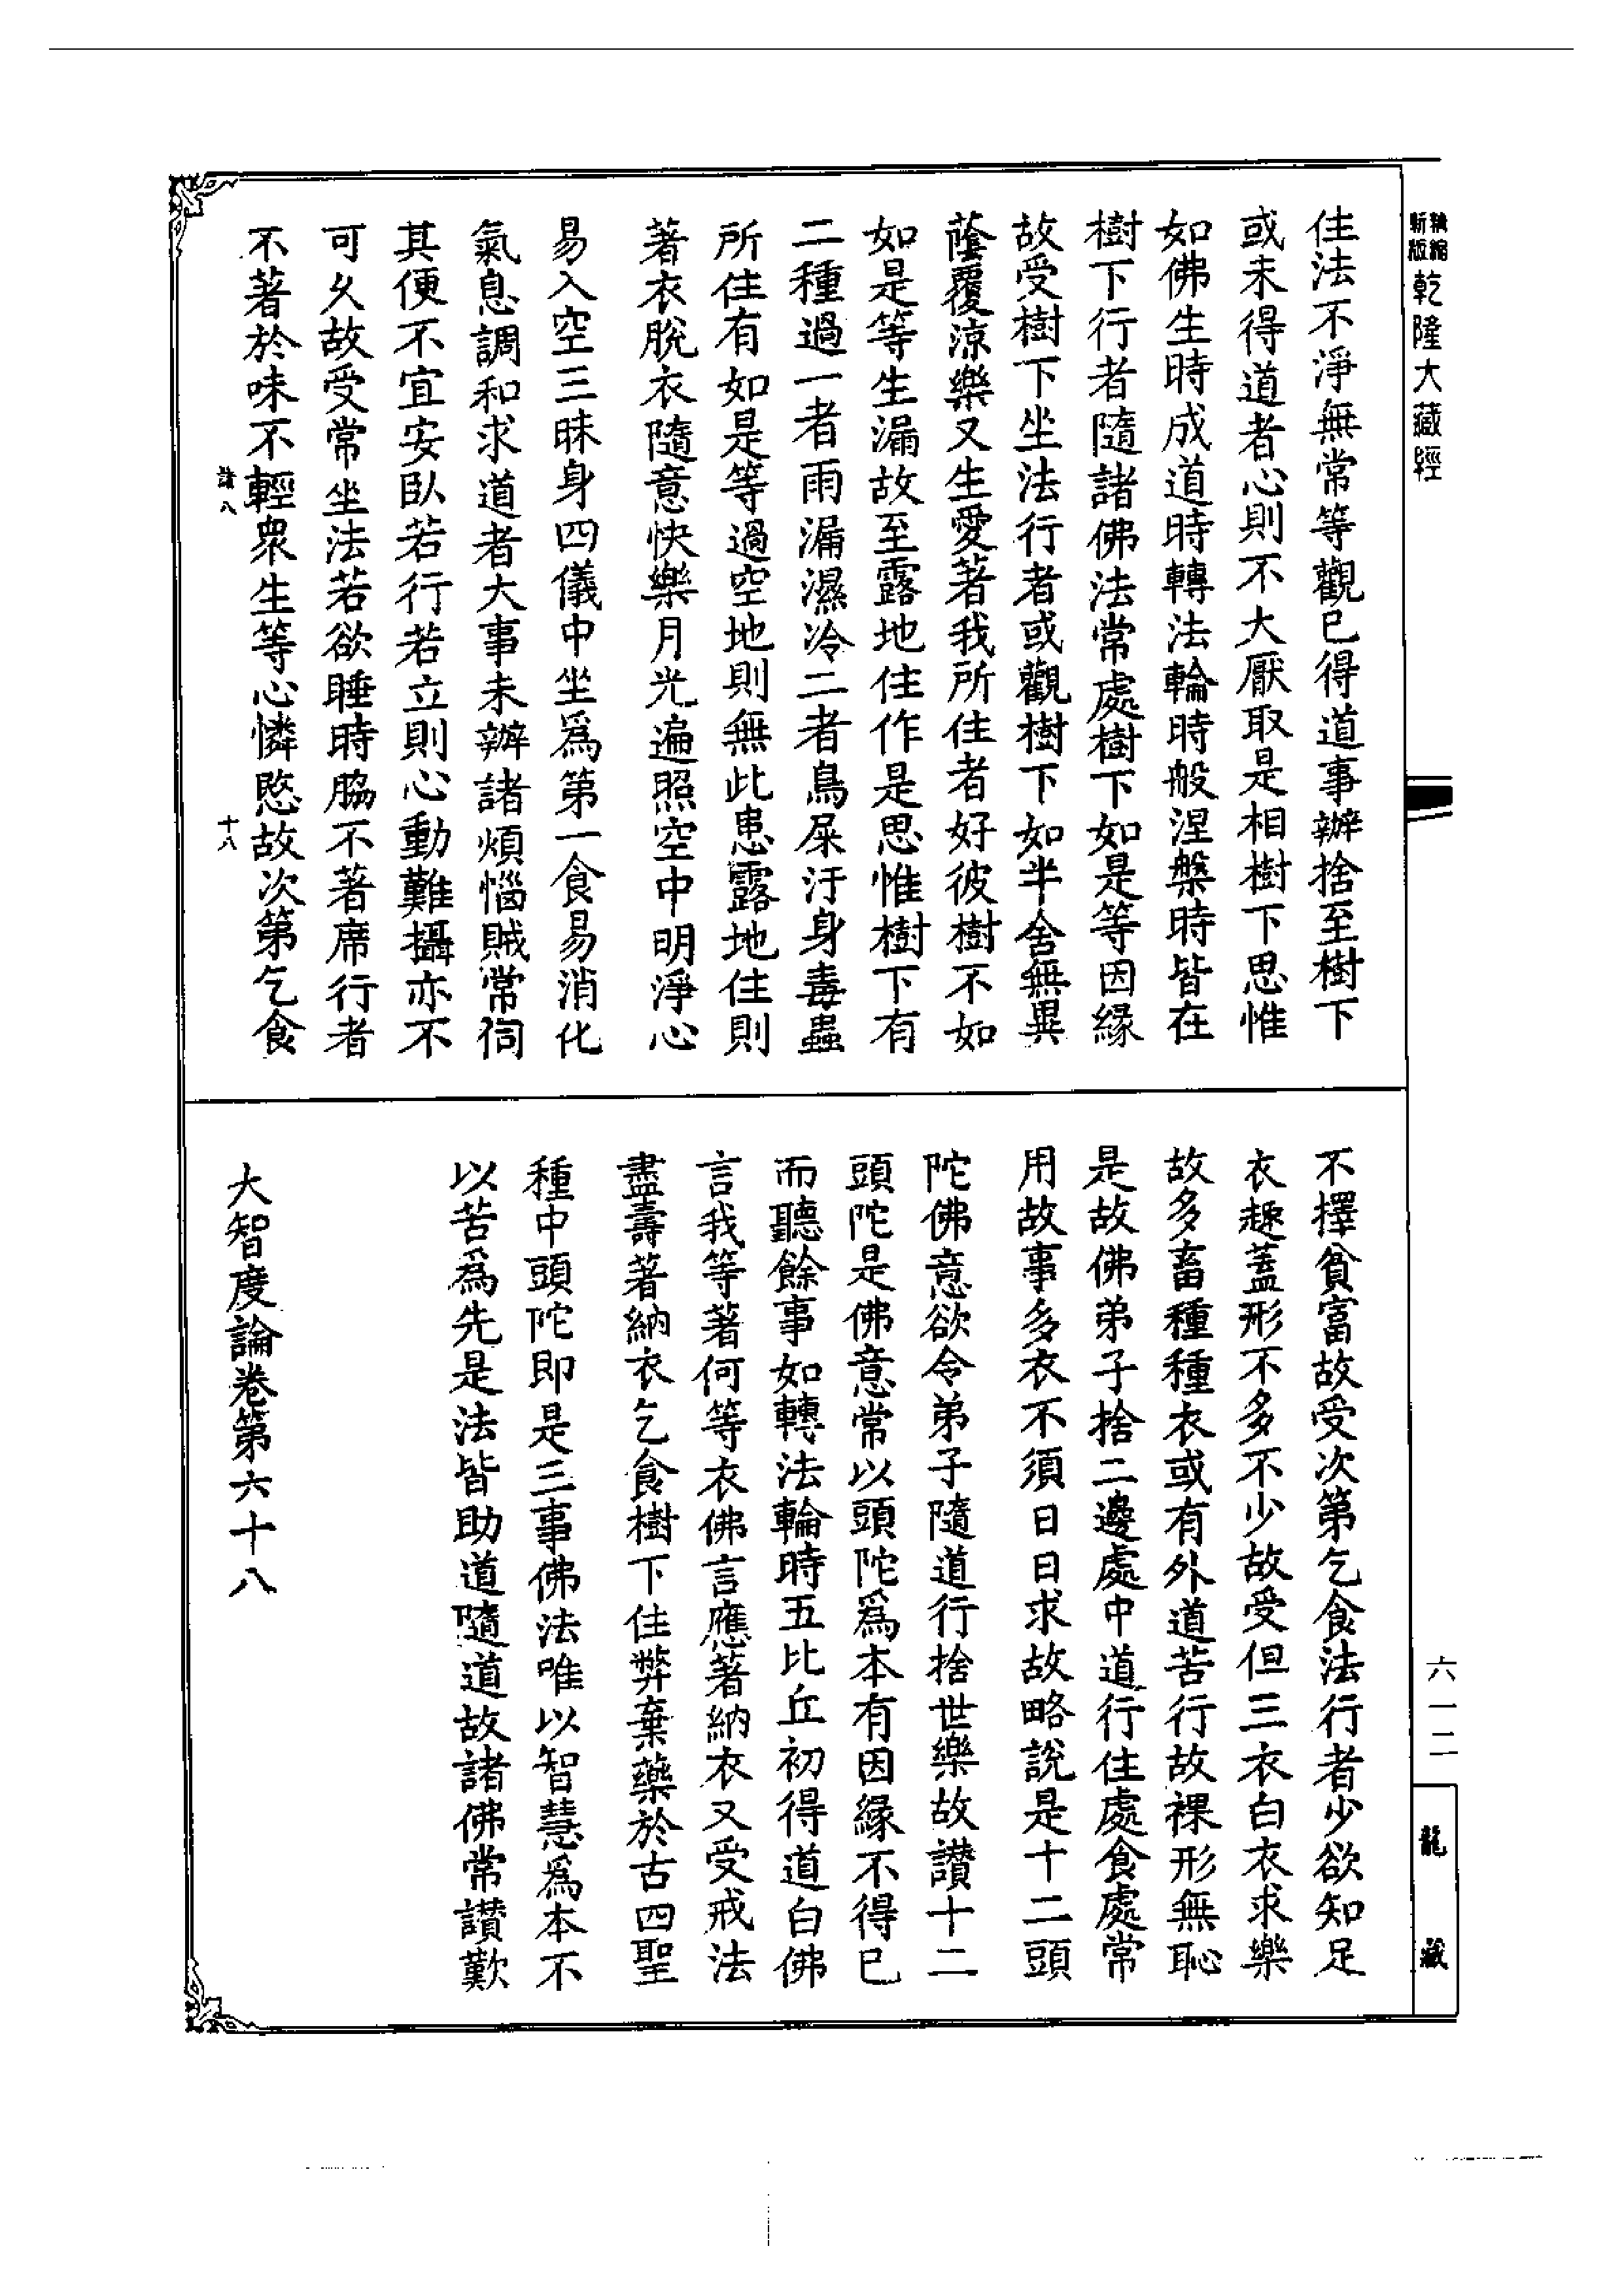 精縮新版乾隆大藏經
住法不淨無常等觀已得道事辦捨至樹下
或未得道者心則不大厭取是相樹下思惟
如佛生時成道時轉法輪時般涅槃時皆在
樹下行者隨諸佛法常處樹下如是等因緣
故受樹下坐法行者或觀樹下如半舍無異
蔭覆涼樂又生愛著我所住者好彼樹不如
如是等生漏故至露地住作是思惟樹下有
二種過一者雨漏濕冷二者鳥屎汙身毒蟲
所住有如是等過空地則無此患露地住則
著衣脫衣隨意快樂月光遍照空中明淨心
易入空三昧身四儀中坐爲第一食易消化
氣息調和求道者大事未辦諸煩惱賊常伺
其便不宜安臥若行若立則心動難攝亦不
可久故受常坐法若欲睡時脇不著席行者
不著於味不輕衆生等心憐愍故次第乞食
諸八
十八
不擇貧富故受次第乞食法行者少欲知足
衣趣蓋形不多不少故受但三衣白衣求樂
故多畜種種衣或有外道苦行故裸形無恥
是故佛弟子捨二邊處中道行住處食處常
用故事多衣不須日日求故略說是十二頭
陀佛意欲令弟子隨道行捨世樂故讚十二
頭陀是佛意常以頭陀爲本有因緣不得已
而聽餘事如轉法輪時五比丘初得道白佛
言我等著何等衣佛言應著納衣又受戒法
盡壽著納衣乞食樹下住弊棄藥於古四聖
種中頭陀即是三事佛法唯以智慧爲本不
以苦爲先是法皆助道隨道故諸佛常讚歎
大智度論卷第六十八
六一二
龍藏